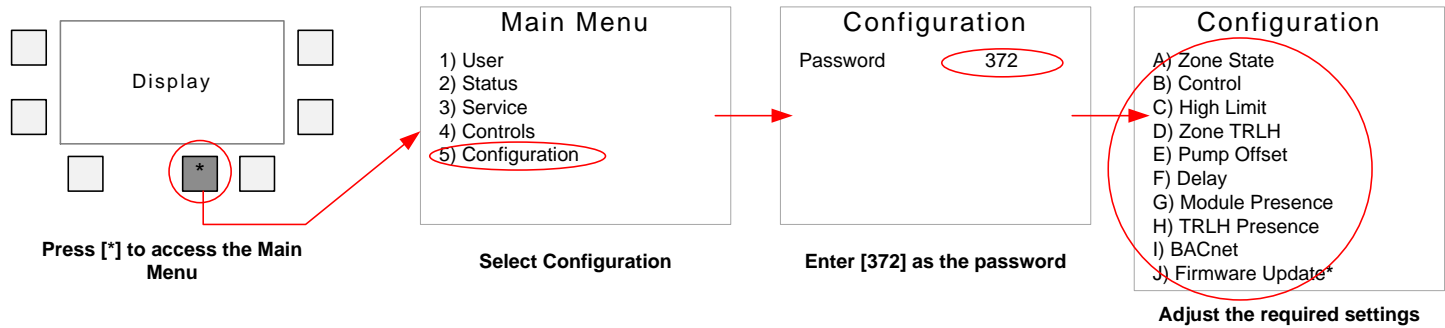 Display
*
Press [*] to access the Main
Menu
Main Menu
1) User
2) Status
3) Service
4) Controls
5) Configuration
Select Configuration
Configuration
Password 372
Enter [372] as the password
Configuration
A) Zone State
B) Control
C) High Limit
D) Zone TRLH
E) Pump Offset
F) Delay
G) Module Presence
H) TRLH Presence
I) BACnet
J) Firmware Update*
Adjust the required settings